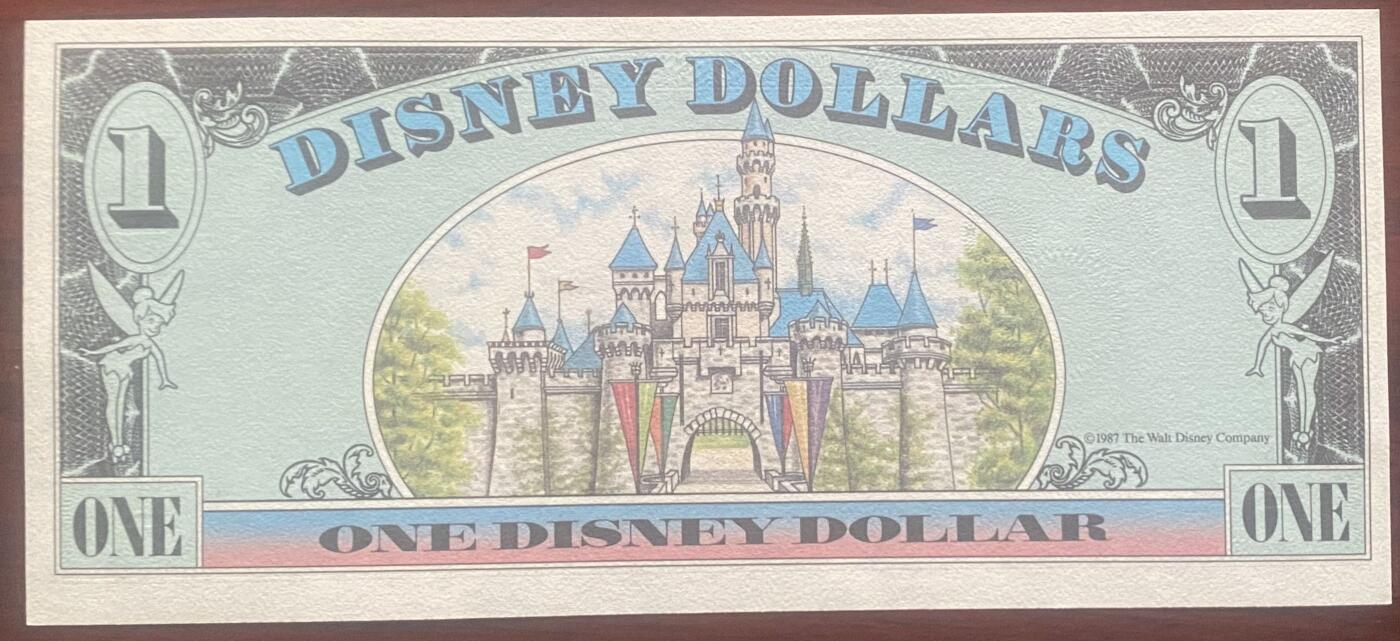 DISNEY DOLLARS
1
1
©1987 The Walt Disney Company
ONE
ONE DISNEY DOLLAR
ONE